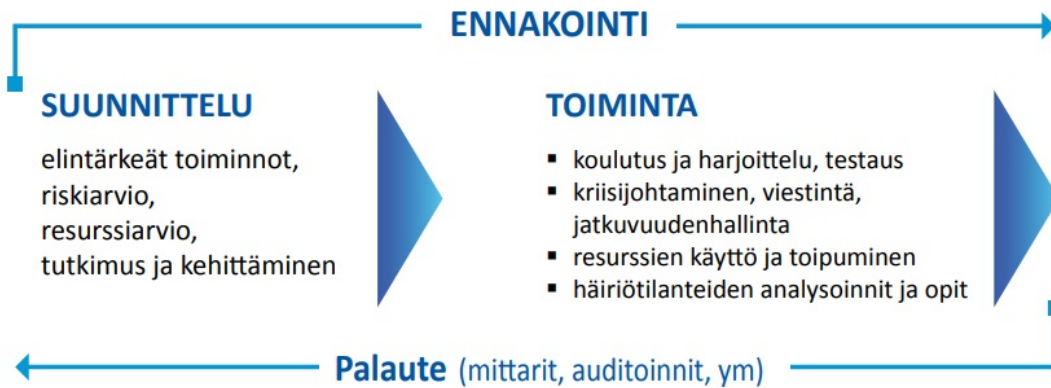 ENNAKOINTI
SUUNNITTELU
elintärkeät toiminnot,
riskiarvio,
resurssiarvio,
tutkimus ja kehittäminen
TOIMINTA
▪ koulutus ja harjoittelu, testaus
▪ kriisijohtaminen, viestintä,
jatkuvuudenhallinta
▪ resurssien käyttö ja toipuminen
▪ häiriötilanteiden analysoinnit ja opit
Palaute (mittarit, auditoinnit, ym)